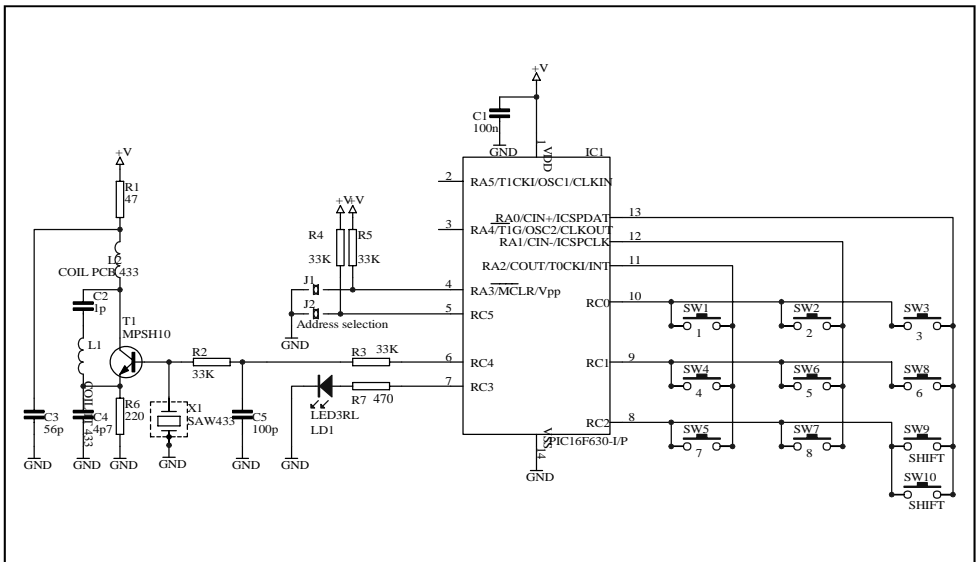 +V
C1
100n
GND
1
VDD
IC1
+V
R1
47
2
RA5/T1CKI/OSC1/CLKIN
+V
+V
RA0/CIN+/ICSPDAT
13
3
RA4/T1G/OSC2/CLKOUT
RA1/CIN-/ICSPCLK
12
R4
33K
R5
33K
L2
COIL PCB 433
RA2/COUT/T0CKI/INT
11
J1
4
RA3/MCLR/Vpp
RC0
10
C2
1p
J2
5
RC5
SW1
1
SW2
2
SW3
3
Address selection
GND
T1
MPSH10
L1
R2
33K
R3
33K
6
RC4
RC1
9
SW4
4
SW6
5
SW8
6
7
RC3
R7
470
LED3RL
LD1
COIL IT 433
R6
220
X1
SAW433
C3
56p
C4
4p7
C5
100p
RC2
8
SW5
7
SW7
8
SW9
SHIFT
VSS
14
PIC16F630-I/P
GND
GND
GND
GND
GND
GND
GND
SW10
SHIFT